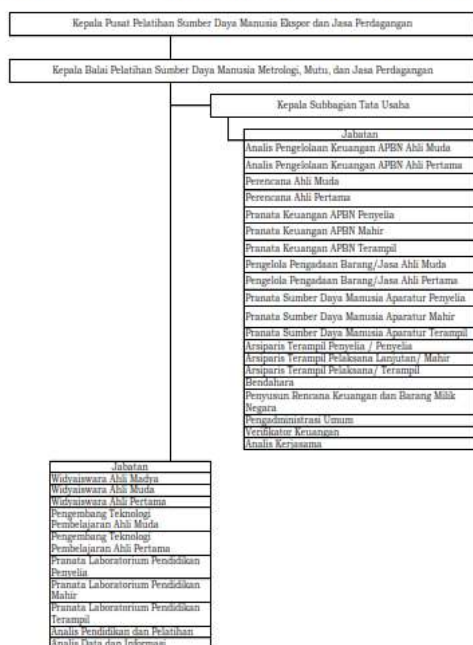 Kepala Pusat Pelatihan Sumber Daya Manusia Ekspor dan Jasa Perdagangan
Kepala Balai Pelatihan Sumber Daya Manusia Metrologi, Mutu, dan Jasa Perdagangan
Kepala Subbagian Tata Usaha
Jabatan
Analis Pengelolaan Keuangan APBN Ahli Muda
Analis Pengelolaan Keuangan APBN Ahli Pertama
Perencana Ahli Muda
Perencana Ahli Pertama
Pranata Keuangan APBN Penyelia
Pranata Keuangan APBN Mahir
Pranata Keuangan APBN Terampil
Pengelola Pengadaan Barang/Jasa Ahli Muda
Pengelola Pengadaan Barang/Jasa Ahli Pertama
Pranata Sumber Daya Manusia Aparatur Penyelia
Pranata Sumber Daya Manusia Aparatur Mahir
Pranata Sumber Daya Manusia Aparatur Terampil
Arsiparis Terampil Penyelia / Penyelia
Arsiparis Terampil Pelaksana Lanjutan/ Mahir
Arsiparis Terampil Pelaksana/ Terampil
Bendahara
Penyusun Rencana Keuangan dan Barang Milik
Negara
Pengadministrasi Umum
Verifikator Keuangan
Analis Kerjasama
Jabatan
Widyaiswara Ahli Madya
Widyaiswara Ahli Muda
Widyaiswara Ahli Pertama
Pengembang Teknologi
Pembelajaran Ahli Muda
Pengembang Teknologi
Pembelajaran Ahli Pertama
Pranata Laboratorium Pendidikan
Penyelia
Pranata Laboratorium Pendidikan
Mahir
Pranata Laboratorium Pendidikan
Terampil
Analis Pendidikan dan Pelatihan
Analis Data dan Informasi